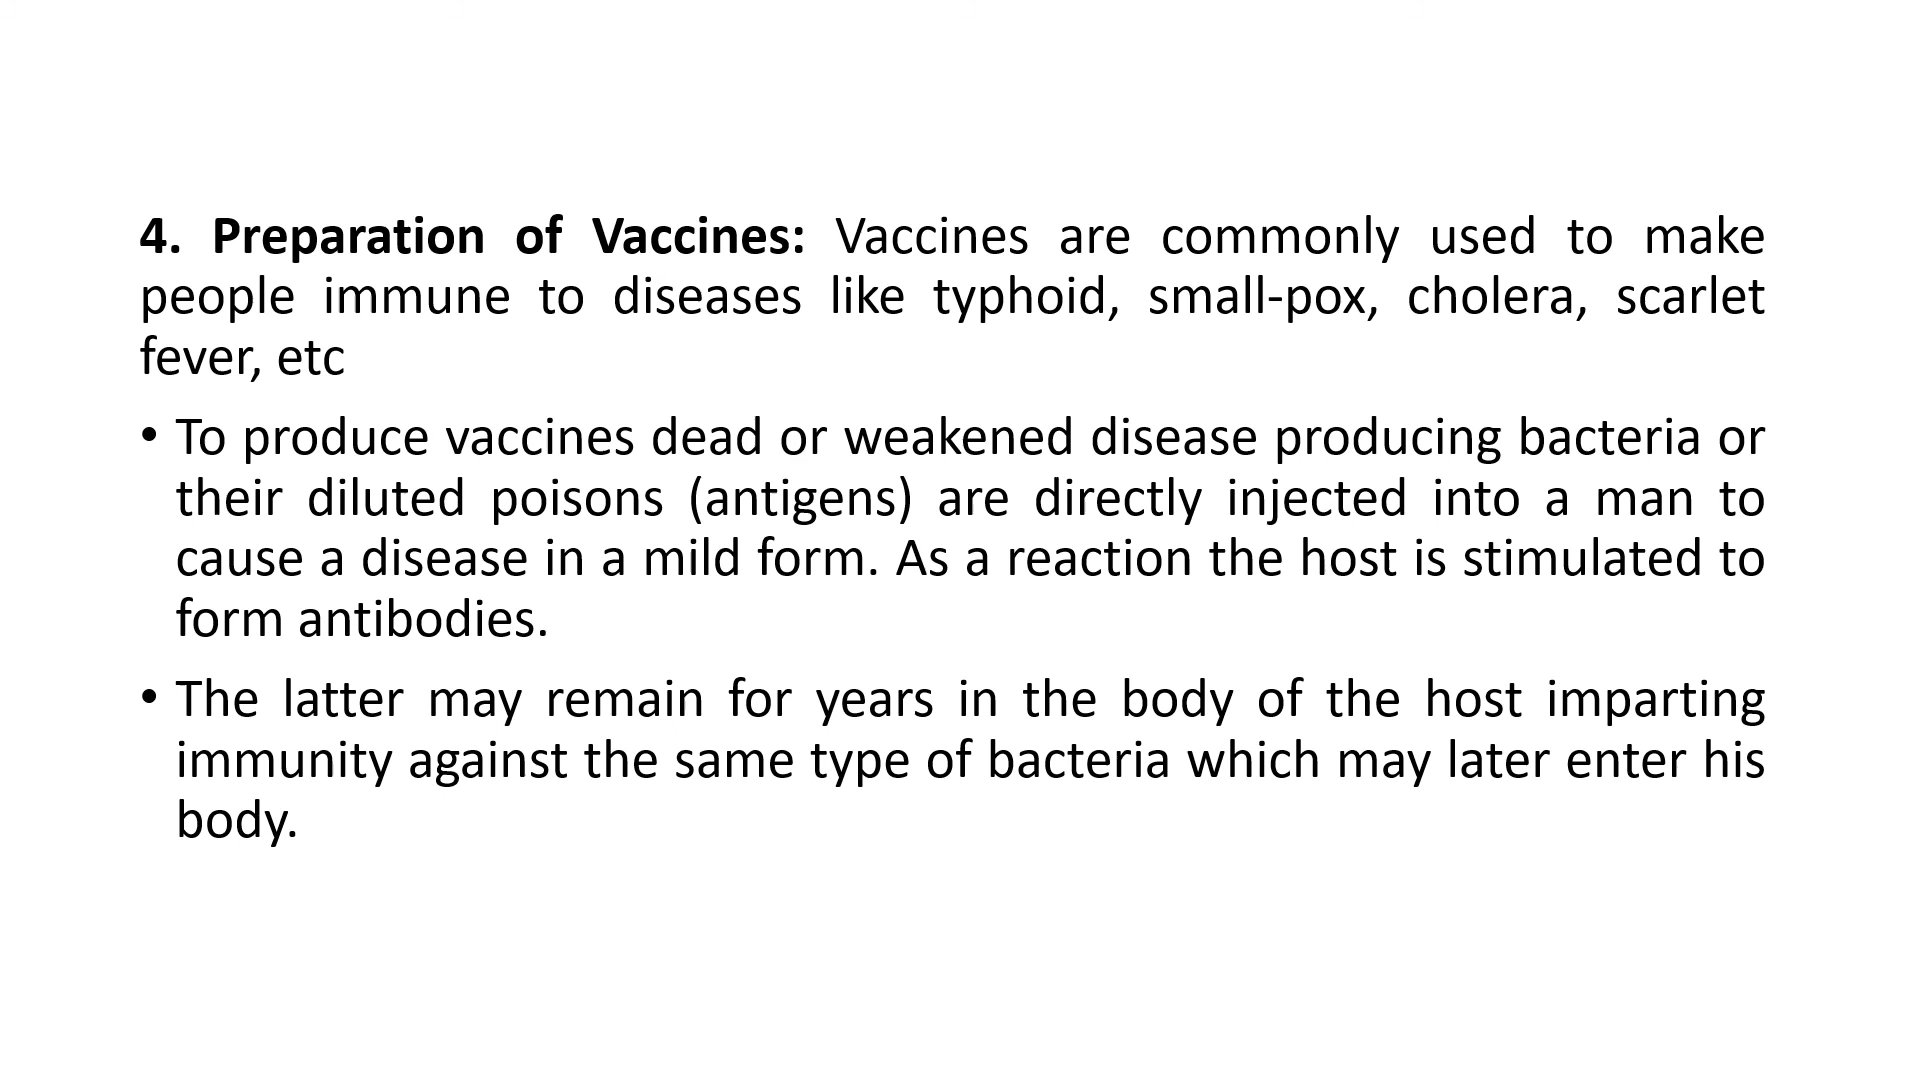 4. Preparation of Vaccines: Vaccines are commonly used to make
people immune to diseases like typhoid, small-pox, cholera, scarlet
fever, etc
• To produce vaccines dead or weakened disease producing bacteria or
their diluted poisons (antigens) are directly injected into a man to
cause a disease in a mild form. As a reaction the host is stimulated to
form antibodies.
• The latter may remain for years in the body of the host imparting
immunity against the same type of bacteria which may later enter his
body.